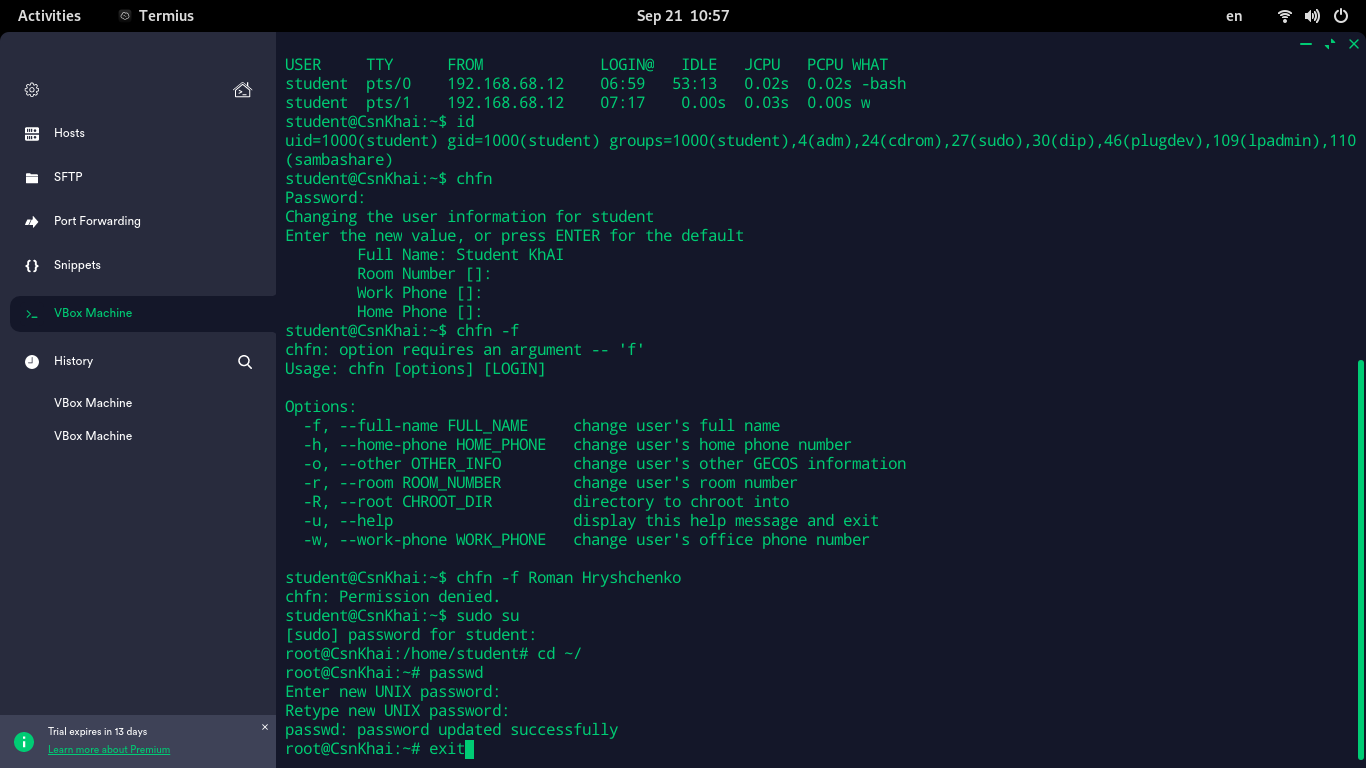 Activities
Termius
Sep 21 10:57
en
Hosts
SFTP
Port Forwarding
Snippets
VBox Machine
History
VBox Machine
VBox Machine
Trial expires in 13 days
Learn more about Premium
USER     TTY      FROM             LOGIN@   IDLE   JCPU   PCPU WHAT
student  pts/0    192.168.68.12    06:59   53:13   0.02s  0.02s -bash
student  pts/1    192.168.68.12    07:17    0.00s  0.03s  0.00s w
student@CsnKhai:~$ id
uid=1000(student) gid=1000(student) groups=1000(student),4(adm),24(cdrom),27(sudo),30(dip),46(plugdev),109(lpadmin),110
(sambashare)
student@CsnKhai:~$ chfn
Password:
Changing the user information for student
Enter the new value, or press ENTER for the default
        Full Name: Student KhAI
        Room Number []:
        Work Phone []:
        Home Phone []:
student@CsnKhai:~$ chfn -f
chfn: option requires an argument -- 'f'
Usage: chfn [options] [LOGIN]
Options:
  -f, --full-name FULL_NAME     change user's full name
  -h, --home-phone HOME_PHONE   change user's home phone number
  -o, --other OTHER_INFO        change user's other GECOS information
  -r, --room ROOM_NUMBER        change user's room number
  -R, --root CHROOT_DIR         directory to chroot into
  -u, --help                    display this help message and exit
  -w, --work-phone WORK_PHONE   change user's office phone number
student@CsnKhai:~$ chfn -f Roman Hryshchenko
chfn: Permission denied.
student@CsnKhai:~$ sudo su
[sudo] password for student:
root@CsnKhai:/home/student# cd ~/
root@CsnKhai:~# passwd
Enter new UNIX password:
Retype new UNIX password:
passwd: password updated successfully
root@CsnKhai:~# exit